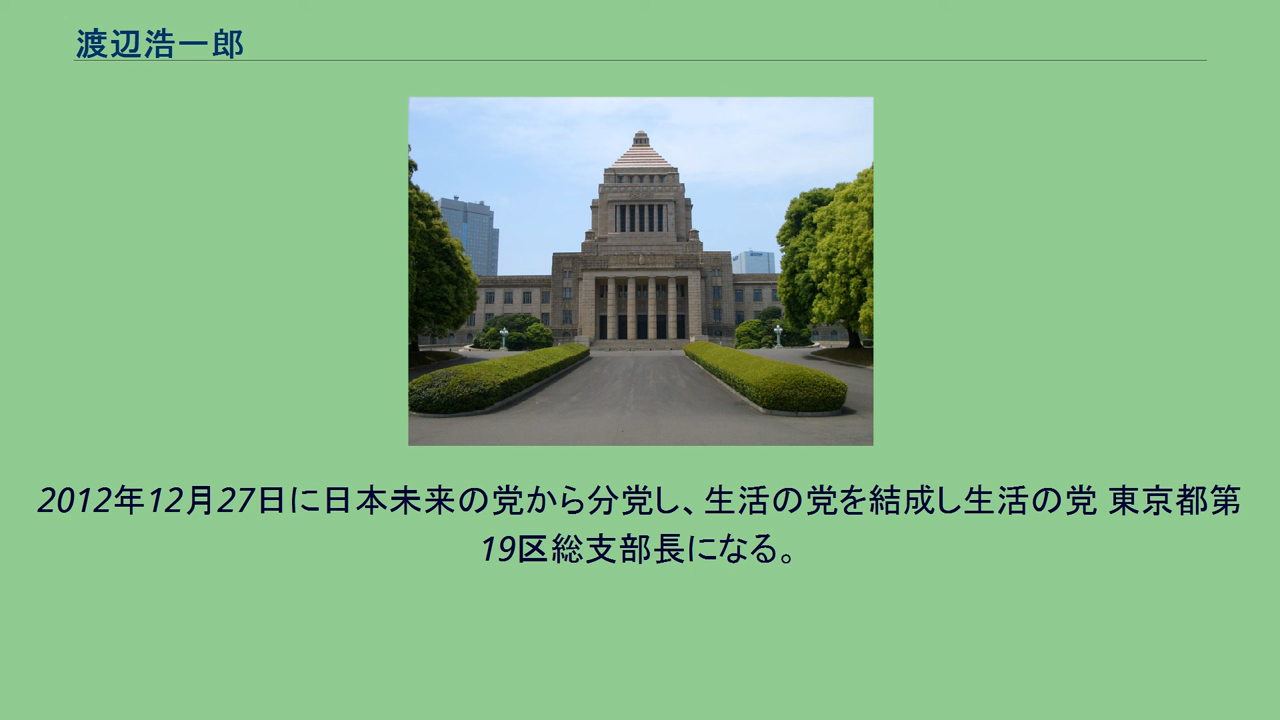 渡辺浩一郎
2012年12月27日に日本未来の党から分党し、生活の党を結成し生活の党 東京都第
19区総支部長になる。